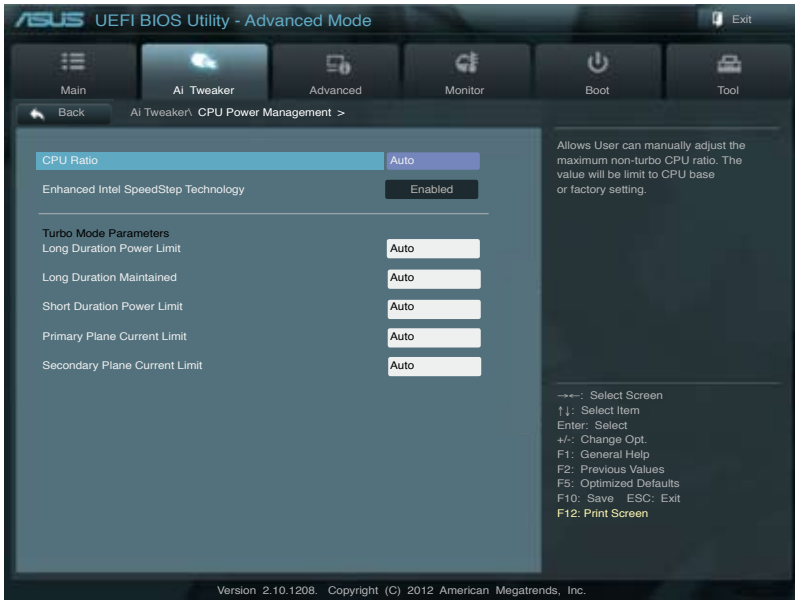 ASUS UEFI BIOS Utility - Advanced Mode
Exit
Main
Ai Tweaker
Advanced
Monitor
Boot
Tool
Back
Ai Tweaker\ CPU Power Management >
CPU Ratio Auto
Enhanced Intel SpeedStep Technology Enabled
Turbo Mode Parameters
Long Duration Power Limit Auto
Long Duration Maintained Auto
Short Duration Power Limit Auto
Primary Plane Current Limit Auto
Secondary Plane Current Limit Auto
Allows User can manually adjust the
maximum non-turbo CPU ratio. The
value will be limit to CPU base
or factory setting.
→←: Select Screen
↑↓: Select Item
Enter: Select
+/-: Change Opt.
F1: General Help
F2: Previous Values
F5: Optimized Defaults
F10: Save ESC: Exit
F12: Print Screen
Version 2.10.1208. Copyright (C) 2012 American Megatrends, Inc.